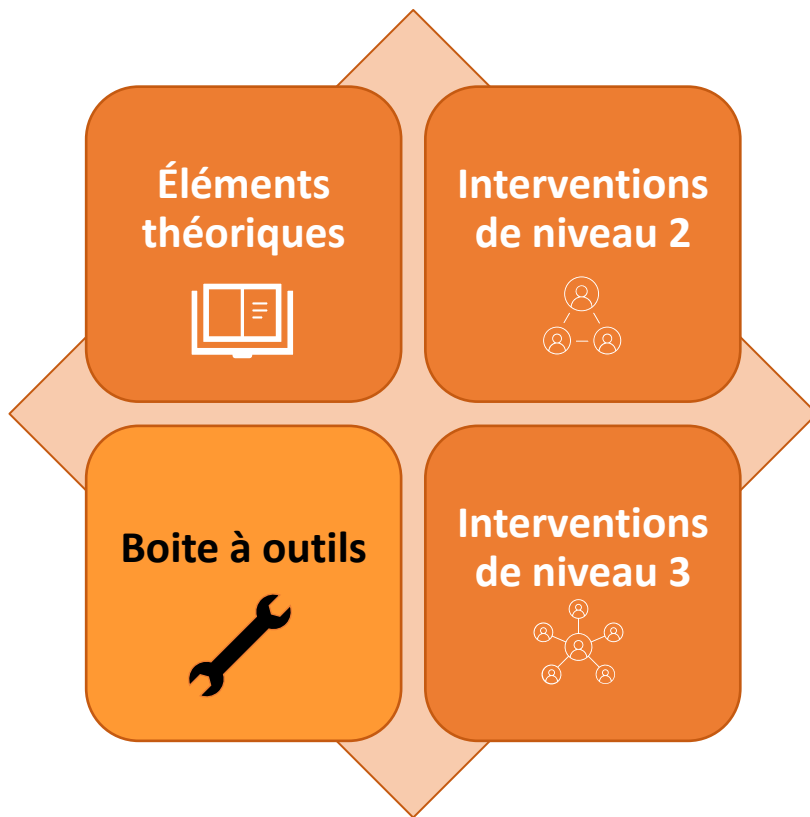 Éléments
théoriques
Interventions
de niveau 2
Boite à outils
Interventions
de niveau 3